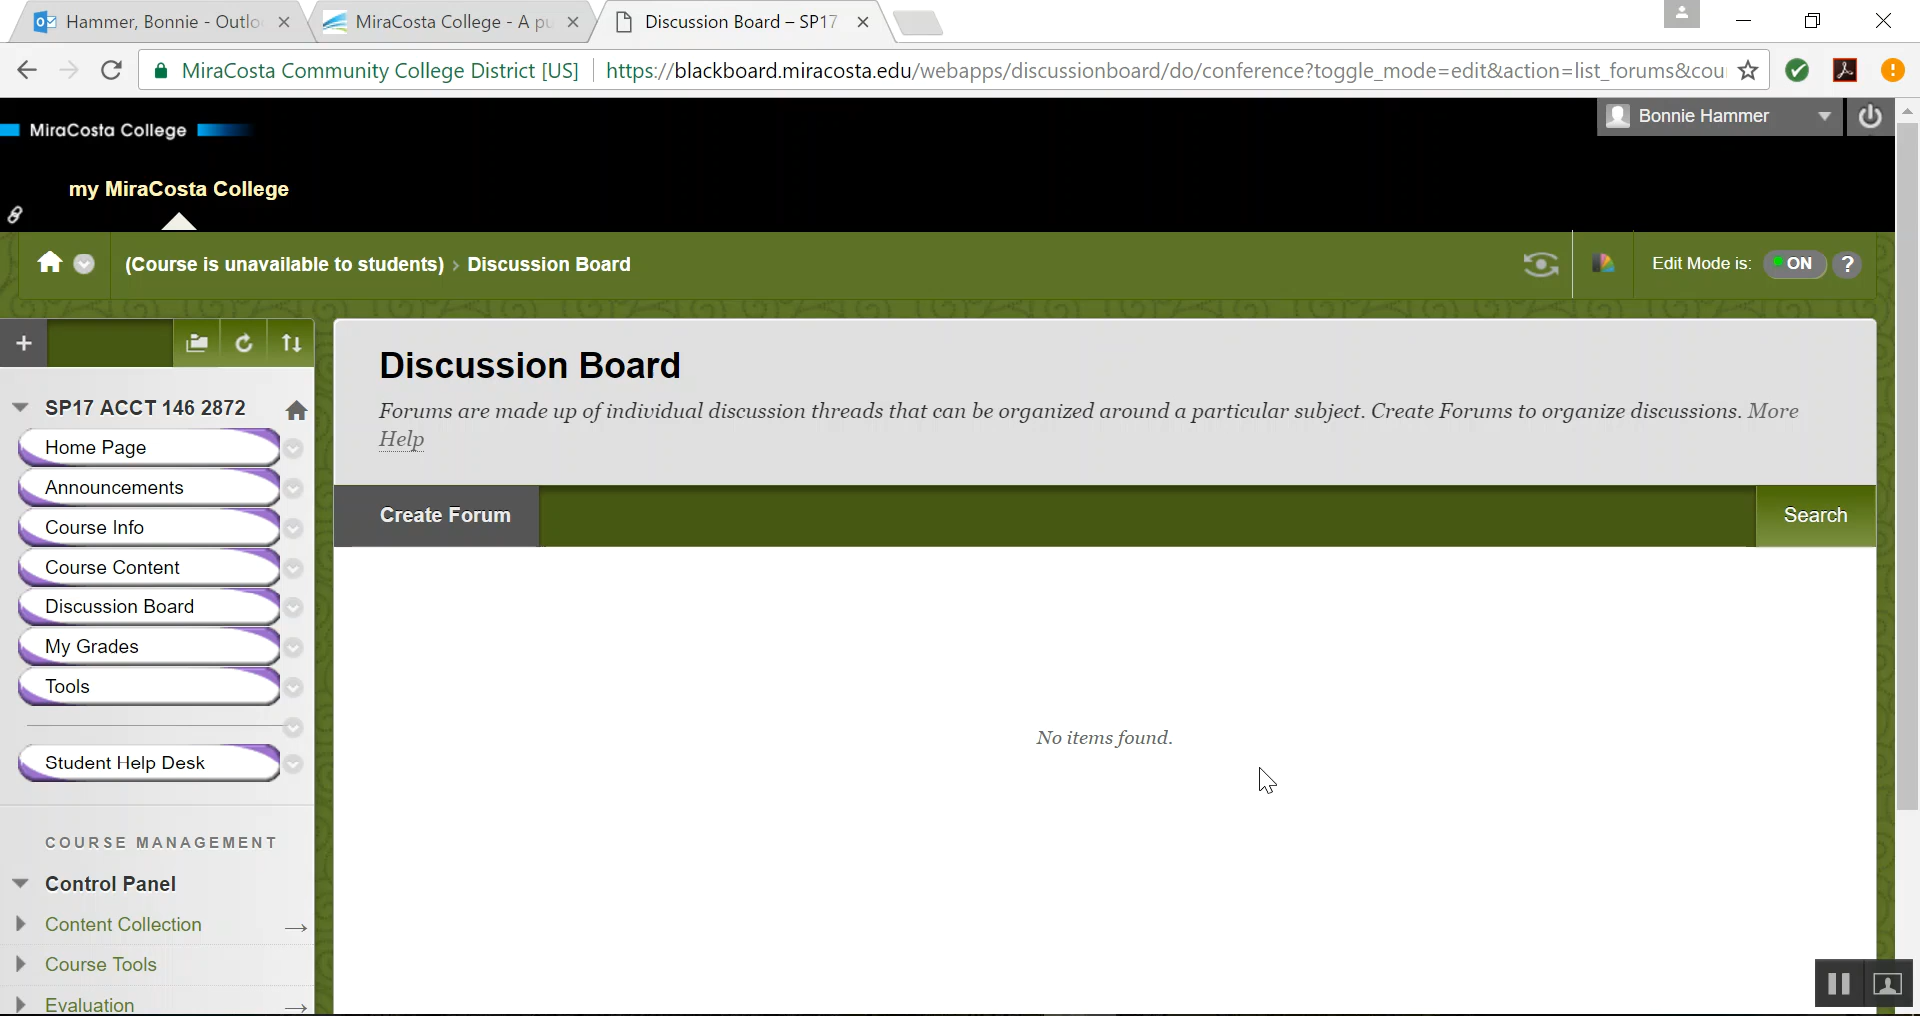 Hammer, Bonnie - Outlo
MiraCosta College - A pu
Discussion Board – SP17
MiraCosta Community College District [US]
https://blackboard.miracosta.edu/webapps/discussionboard/do/conference?toggle_mode=edit&action=list_forums&cou
MiraCosta College
Bonnie Hammer
my MiraCosta College
(Course is unavailable to students) > Discussion Board
Edit Mode is: ON ?
SP17 ACCT 146 2872
Home Page
Announcements
Course Info
Course Content
Discussion Board
My Grades
Tools
Student Help Desk
COURSE MANAGEMENT
Control Panel
Content Collection
Course Tools
Evaluation
Discussion Board
Forums are made up of individual discussion threads that can be organized around a particular subject. Create Forums to organize discussions. More
Help
Create Forum
Search
No items found.